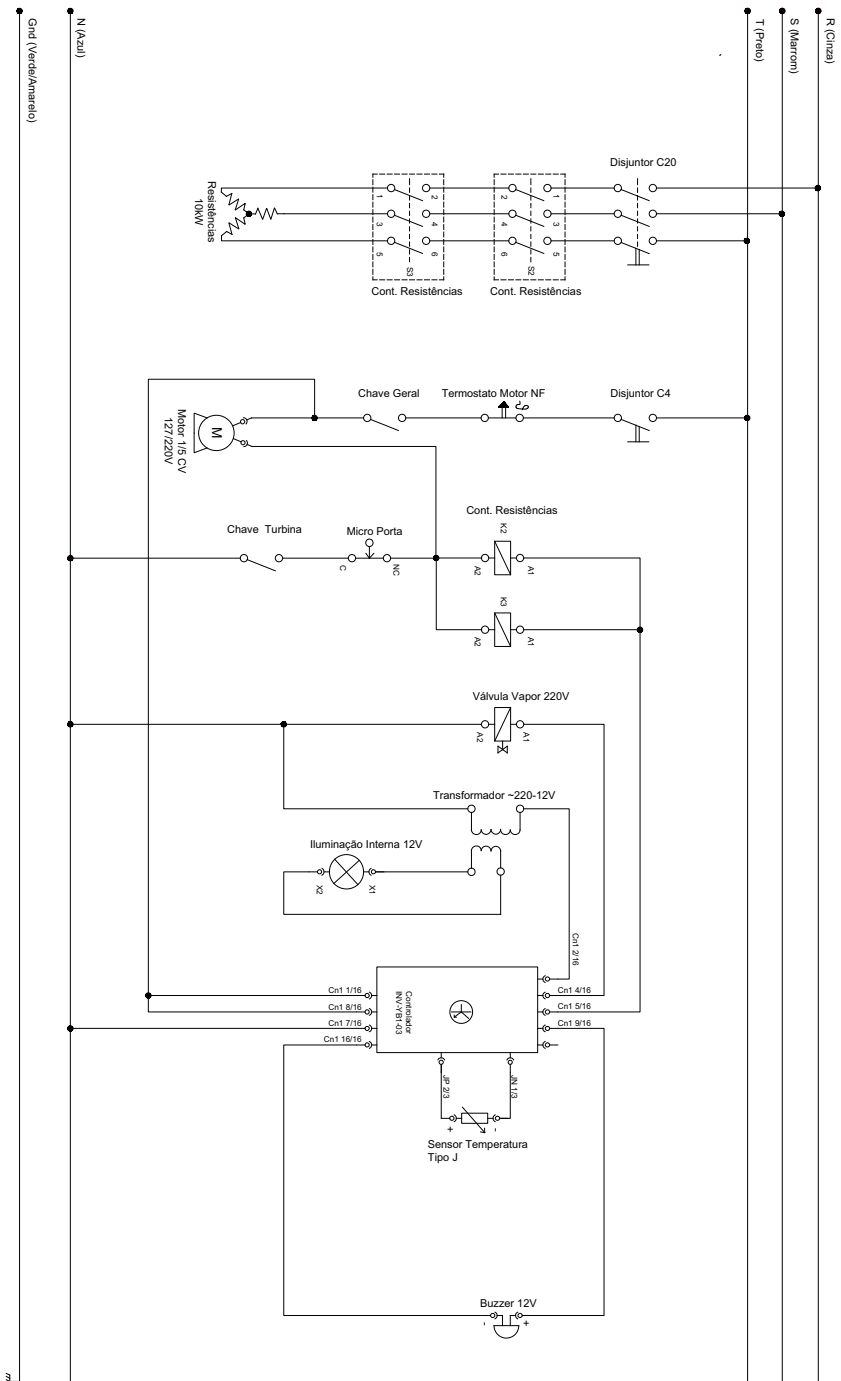 Gnd (Verde/Amarelo)
N (Azul)
T (Preto)
S (Marrom)
R (Cinza)
Disjuntor C20
1
2
2
1
3
4
4
3
5
6
6
5
S3
S2
Resistências
10kW
Cont. Resistências
Cont. Resistências
Chave Geral
Termostato Motor NF
Disjuntor C4
M
Motor 1/5 CV
127/220V
Cont. Resistências
Chave Turbina
Micro Porta
C
NC
K2
A2
A1
K3
A2
A1
Válvula Vapor 220V
A2
A1
Transformador ~220-12V
Iluminação Interna 12V
X2
X1
Cn1 2/16
Cn1 1/16
Cn1 8/16
Cn1 7/16
Cn1 16/16
Controlador
INV-YB1-03
Cn1 4/16
Cn1 5/16
Cn1 9/16
JP 2/3
JN 1/3
+
-
Sensor Temperatura
Tipo J
Buzzer 12V
-
+